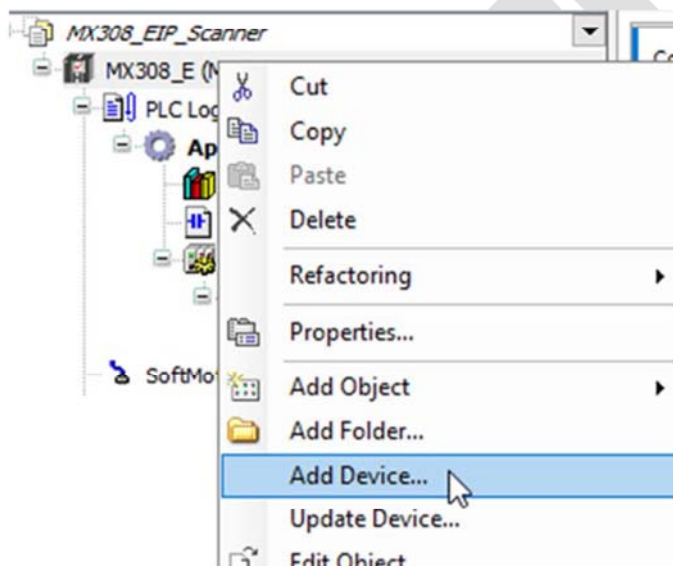 MX308_EIP_Scanner
MX308_E (M
PLC Log
Ap
SoftMo
Cut
Copy
Paste
Delete
Refactoring
Properties...
Add Object
Add Folder...
Add Device...
Update Device...
Edit Object